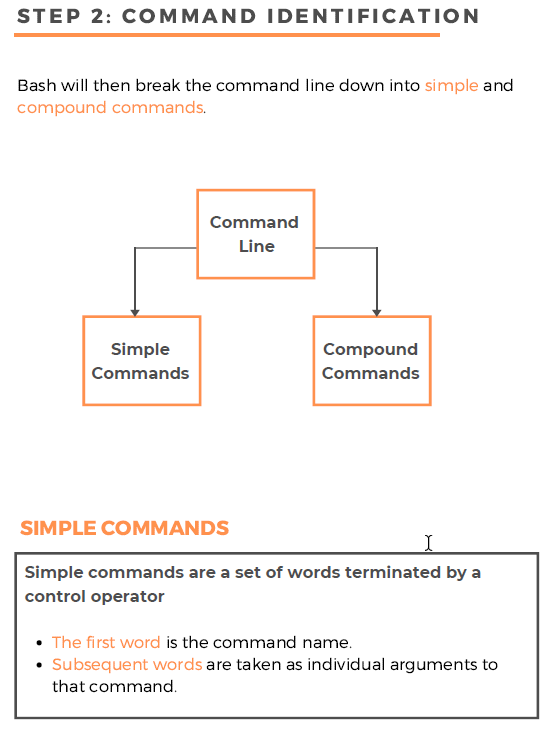 STEP 2: COMMAND IDENTIFICATION
Bash will then break the command line down into simple and
compound commands.
Command
Line
Simple
Commands
Compound
Commands
SIMPLE COMMANDS
Simple commands are a set of words terminated by a
control operator
• The first word is the command name.
• Subsequent words are taken as individual arguments to
that command.